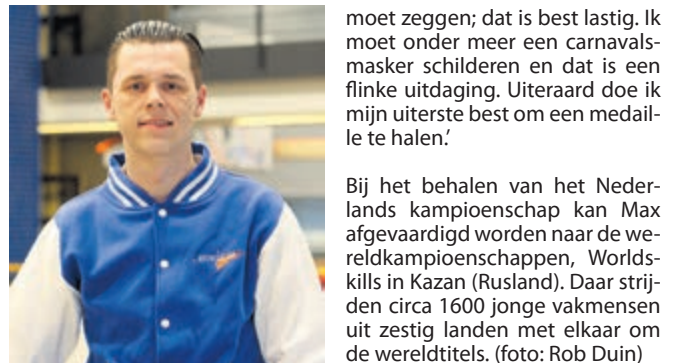 moet zeggen; dat is best lastig. Ik
moet onder meer een carnavals-
masker schilderen en dat is een
flinke uitdaging. Uiteraard doe ik
mijn uiterste best om een medail-
le te halen.’

Bij het behalen van het Neder-
lands kampioenschap kan Max
afgevaardigd worden naar de we-
reldkampioenschappen, Worlds-
kills in Kazan (Rusland). Daar strij-
den circa 1600 jonge vakmensen
uit zestig landen met elkaar om
de wereldtitels. (foto: Rob Duin)